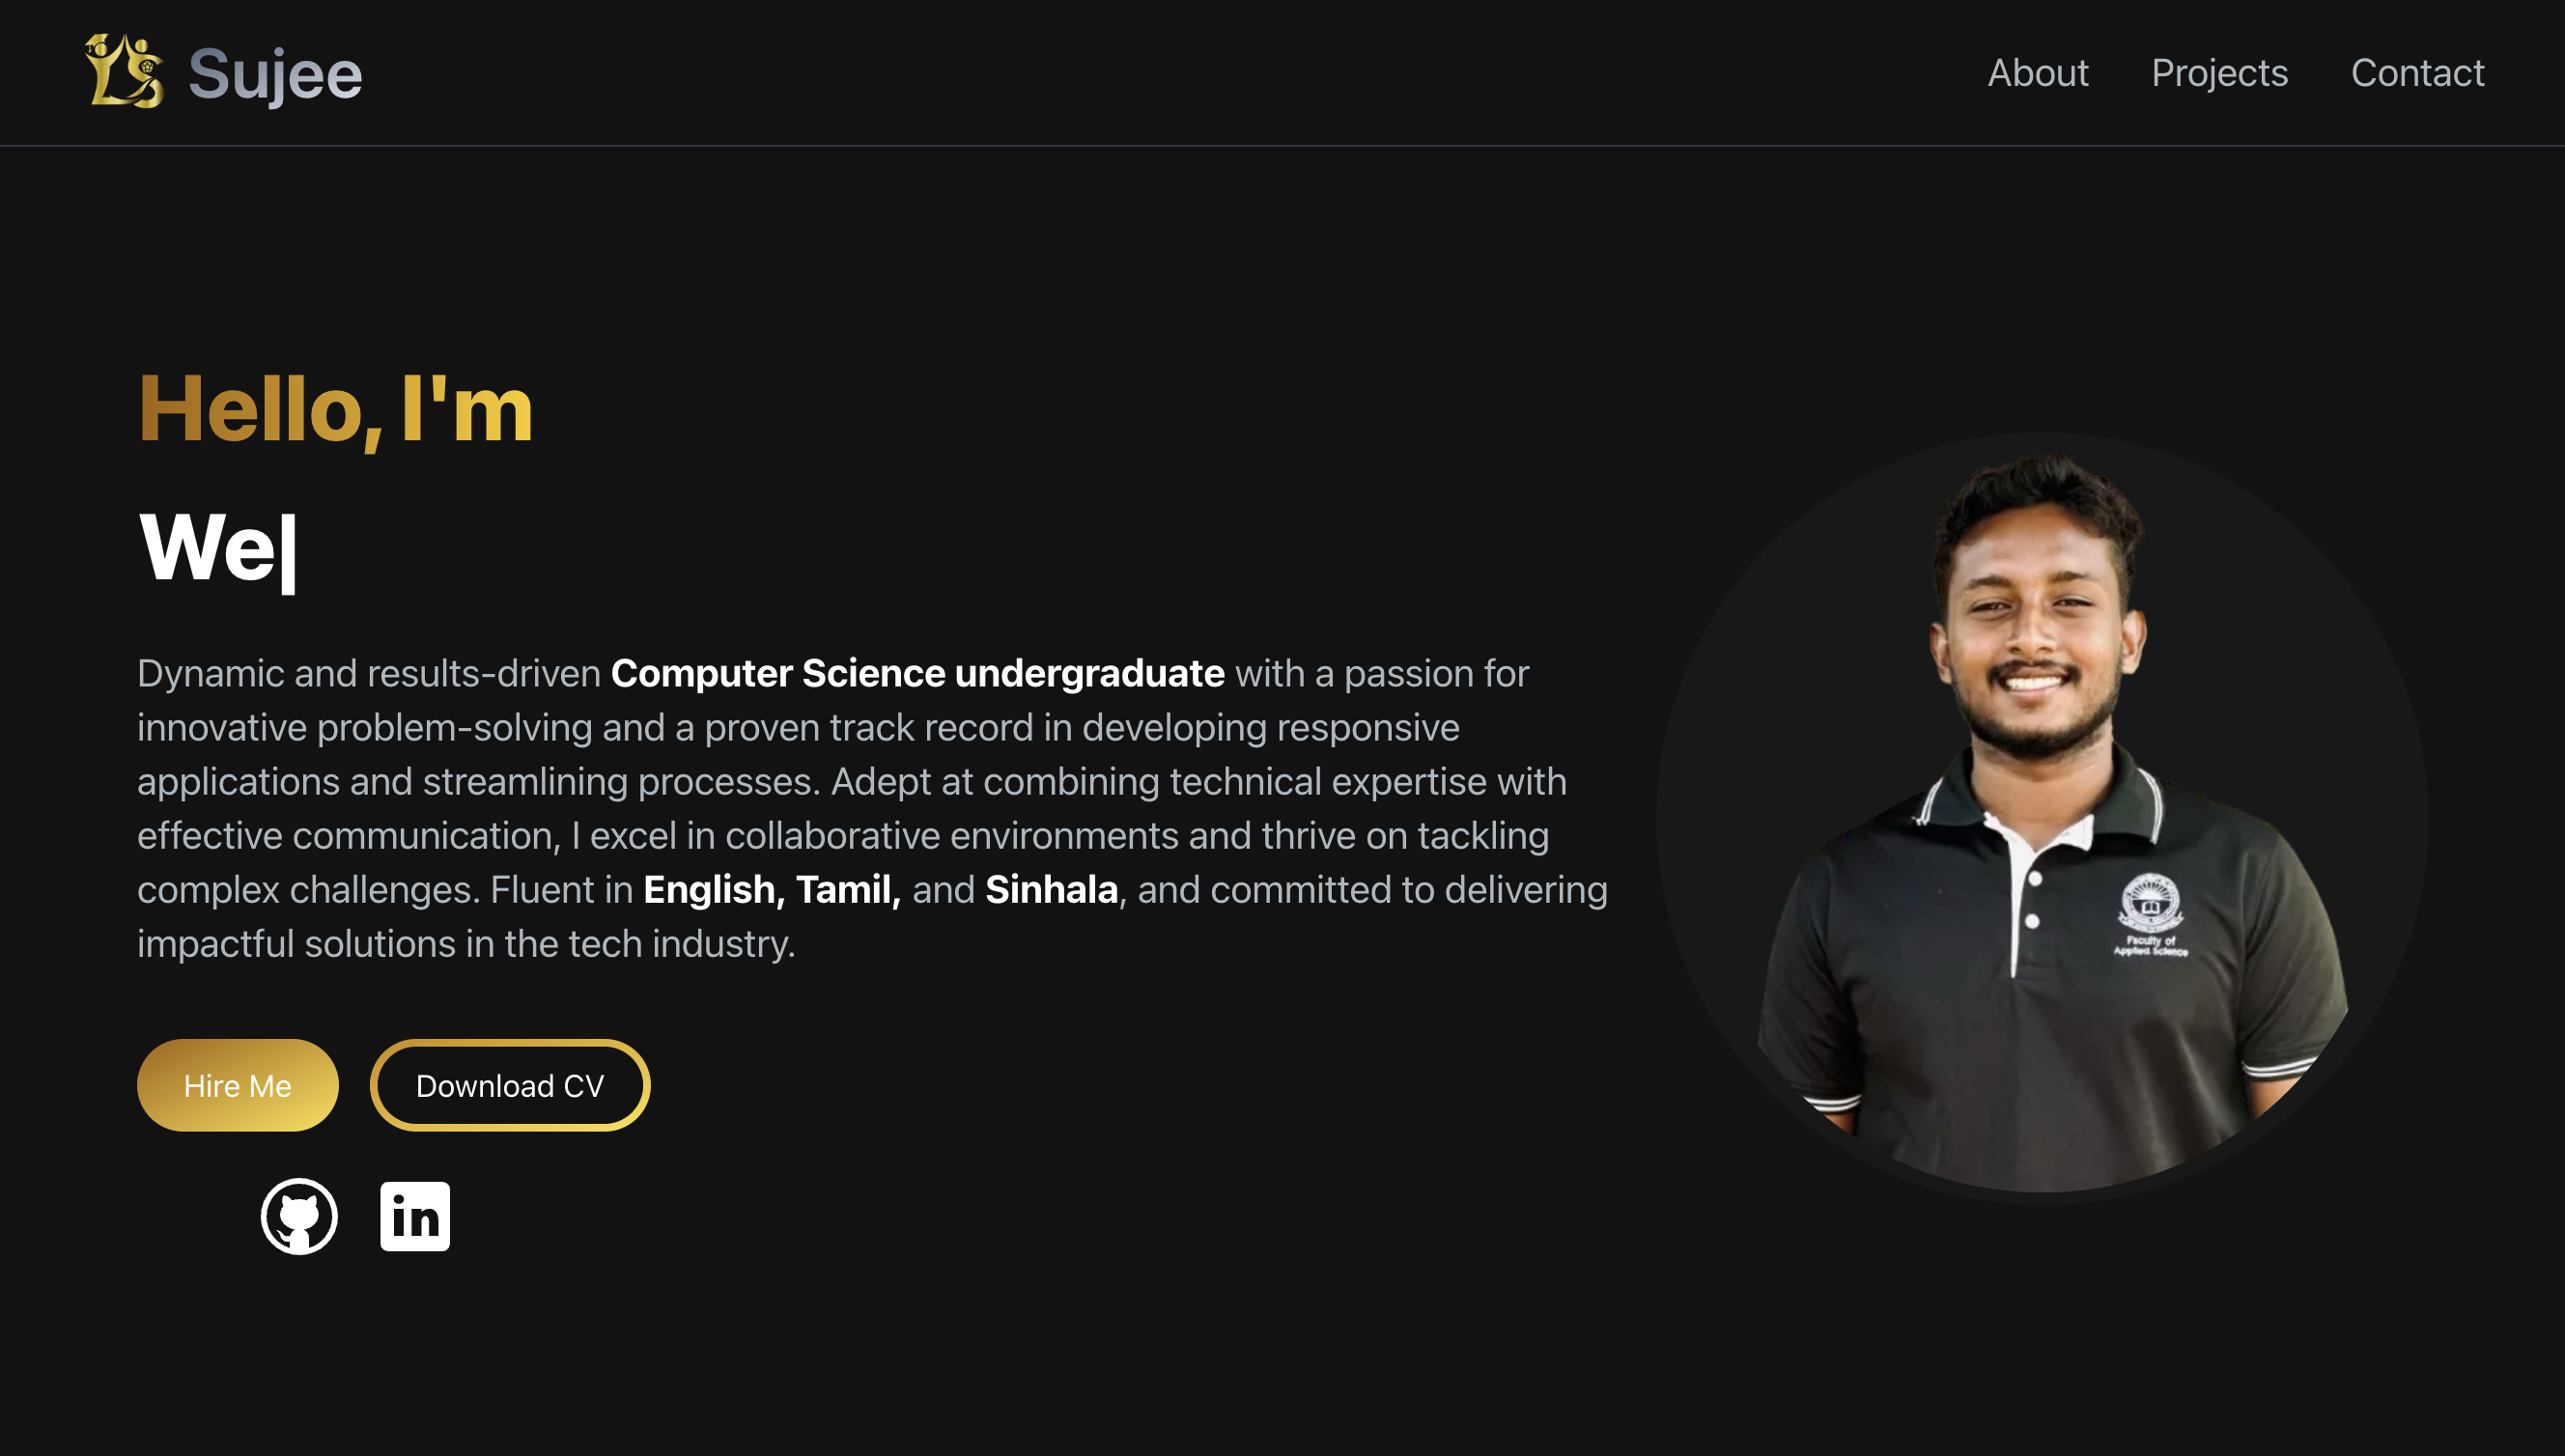 Sujee
About Projects Contact
Hello, I'm
We
Dynamic and results-driven Computer Science undergraduate with a passion for
innovative problem-solving and a proven track record in developing responsive
applications and streamlining processes. Adept at combining technical expertise with
effective communication, I excel in collaborative environments and thrive on tackling
complex challenges. Fluent in English, Tamil, and Sinhala, and committed to delivering
impactful solutions in the tech industry.
Hire Me Download CV
in
Faculty of
Applied Science